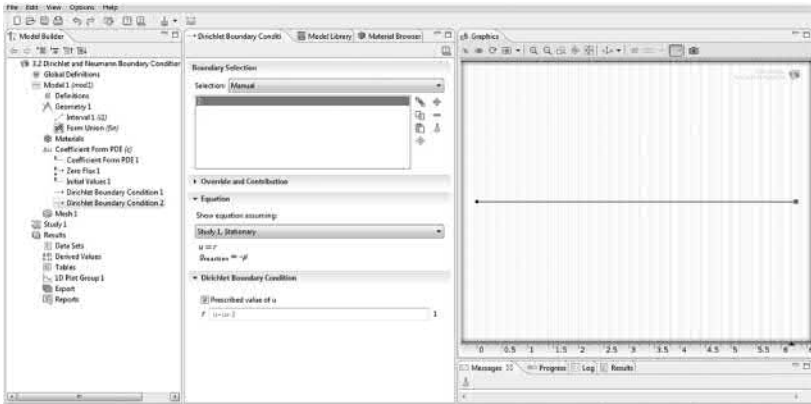 File Edit View Options Help
Model Builder
3.2 Dirichlet and Neumann Boundary Condition
Global Definitions
Model 1 (mod1)
Definitions
Geometry 1
Interval 1 (i1)
Form Union (fin)
Materials
Coefficient Form PDE (c)
Coefficient Form PDE 1
Zero Flux 1
Initial Values 1
Dirichlet Boundary Condition 1
Dirichlet Boundary Condition 2
Mesh 1
Study 1
Results
Data Sets
Derived Values
Tables
1D Plot Group 1
Export
Reports
Dirichlet Boundary Conditi
Model Library
Material Browser
Boundary Selection
Selection: Manual
Override and Contribution
Equation
Show equation assuming:
Study 1, Stationary
u = r
Dirichlet Boundary Condition
Prescribed value of u
r
1
Graphics
0 0.5 1 1.5 2 2.5 3 3.5 4 4.5 5 5.5 6
Messages Progress Log Results